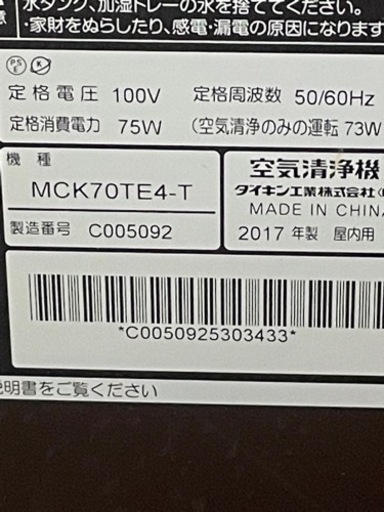 水タンク、加湿トレーの水を捨ててください。
・家財をぬらしたり、感電・漏電の原因になります
PS E
定格電圧 100V 定格周波数 50/60Hz
定格消費電力 75W (空気清浄のみの運転 73W
機種
MCK70TE4-T
製造番号 C005092
空気清浄機
ダイキン工業株式会社
MADE IN CHINA
2017 年製 屋内用
*C0050925303433*
説明書をご覧ください